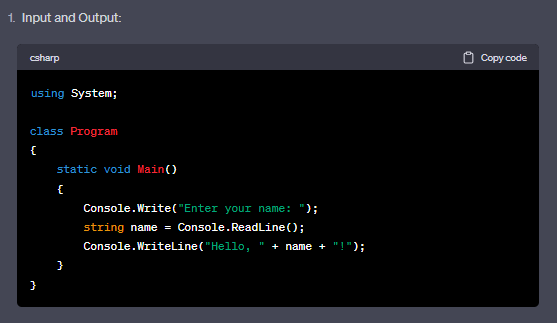 1. Input and Output:
csharp Copy code
using System;
class Program
{
    static void Main()
    {
        Console.Write("Enter your name: ");
        string name = Console.ReadLine();
        Console.WriteLine("Hello, " + name + "!");
    }
}